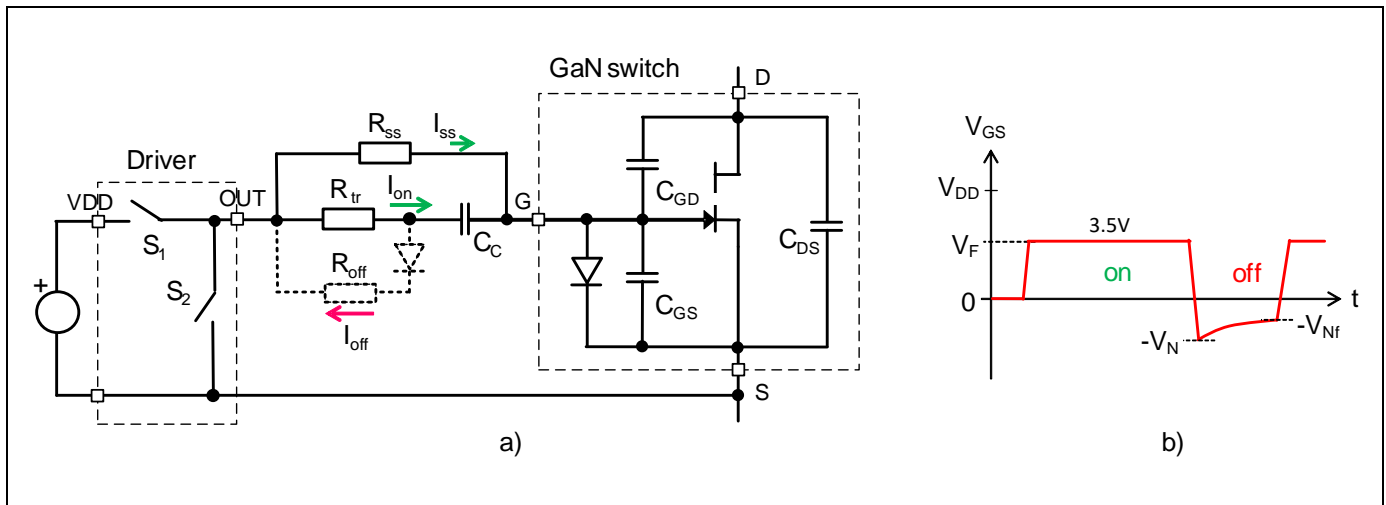 GaN switch
D
Rss
Iss
VGS
Driver
VDD
OUT
Rtr
Ion
G
CGD
VDD
S1
CC
CDS
3.5V
VF
Roff
on
off
+
S2
CGS
0
t
Ioff
-VN
-VNf
S
a)
b)